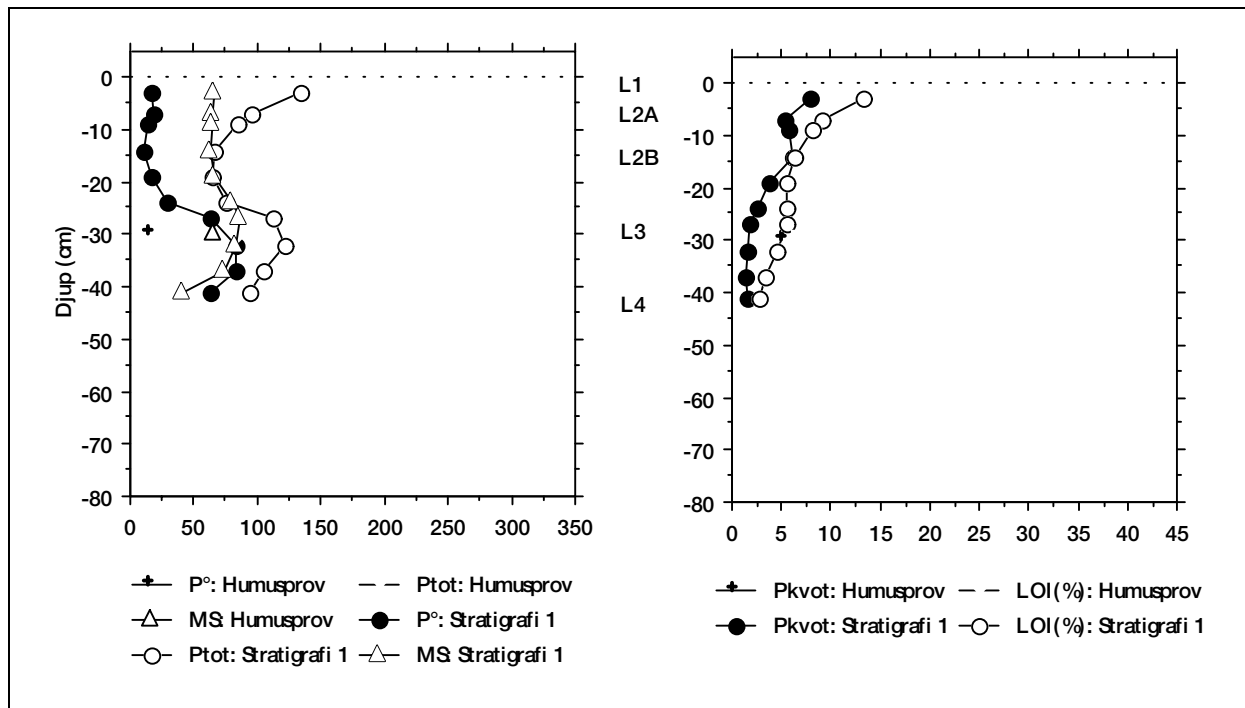 0
-10
-20
-30
-40
-50
-60
-70
-80
Djup (cm)
0 50 100 150 200 250 300 350
L1
L2A
L2B
L3
L4
0
-10
-20
-30
-40
-50
-60
-70
-80
0 5 10 15 20 25 30 35 40 45
P°: Humusprov Ptot: Humusprov
MS: Humusprov P°: Stratigrafi 1
Ptot: Stratigrafi 1 MS: Stratigrafi 1
Pkvot: Humusprov LOI(%): Humusprov
Pkvot: Stratigrafi 1 LOI(%): Stratigrafi 1